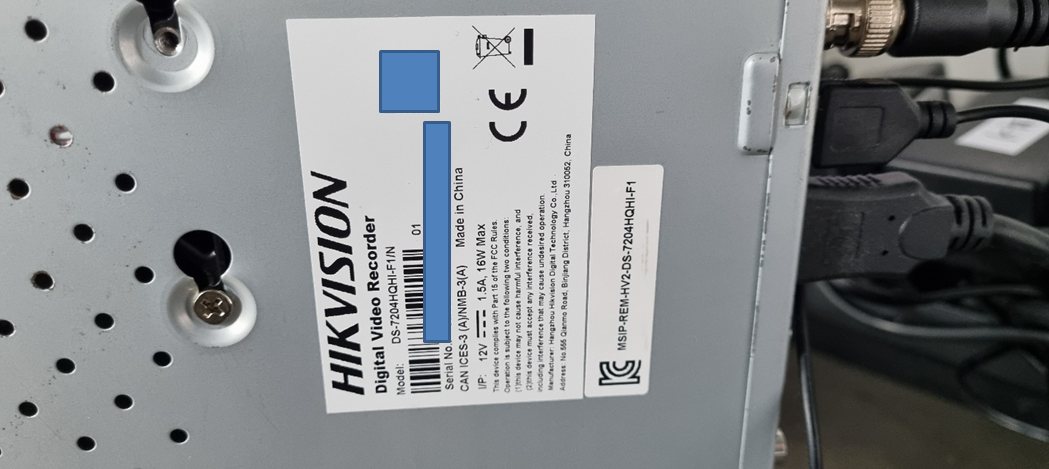 HIKVISION
Digital Video Recorder
Model: DS-7204HQHI-F1/N
01
Serial No.
CAN ICES-3 (A)/NMB-3(A) Made in China
I/P: 12V 1.5A, 16W Max
This device complies with Part 15 of the FCC Rules.
Operation is subject to the following two conditions:
(1)this device may not cause harmful interference, and
(2)this device must accept any interference received,
including interference that may cause undesired operation.
Manufacturer: Hangzhou Hikvision Digital Technology Co.,Ltd
Address: No.555 Qianmo Road, Binjiang District, Hangzhou 310052, China
CE
MSIP-REM-HV2-DS-7204HQHI-F1